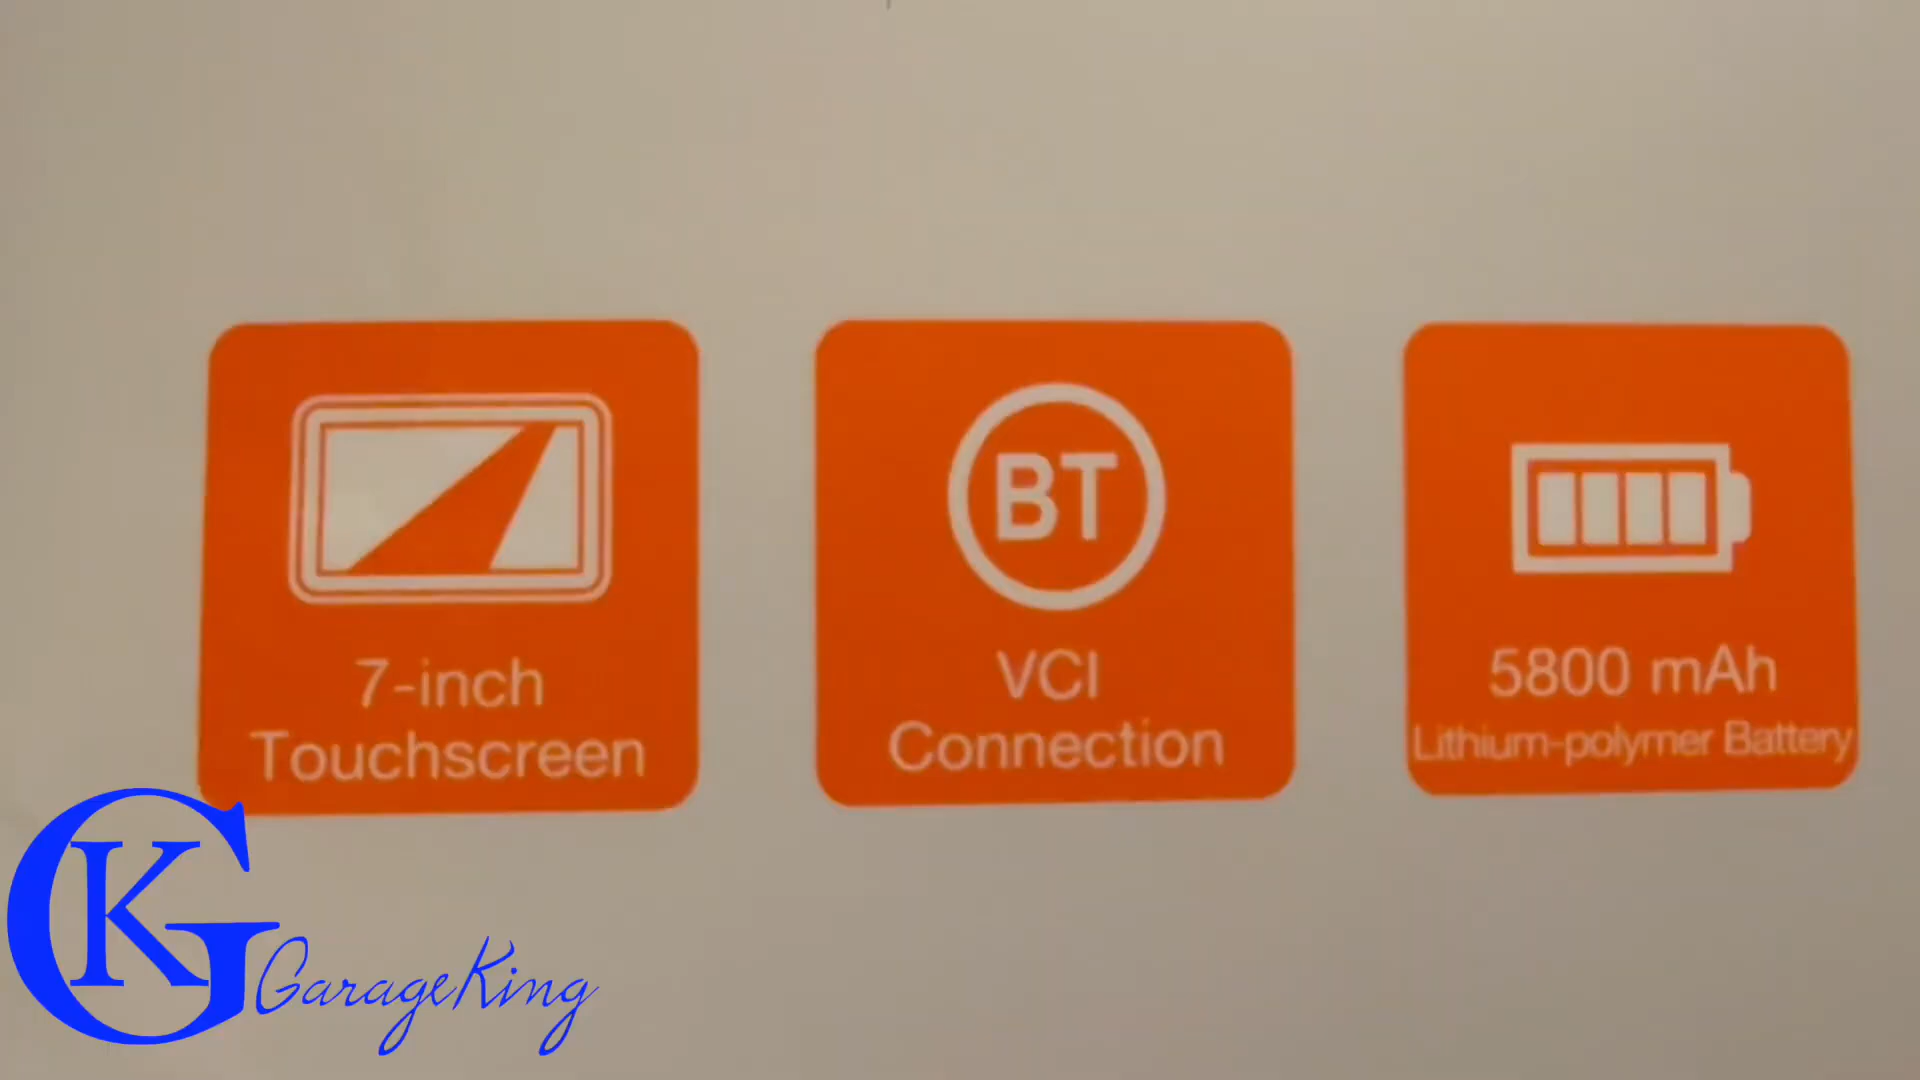 BT
7-inch
Touchscreen
VCI
Connection
5800 mAh
Lithium-polymer Battery
GK
GarageKing